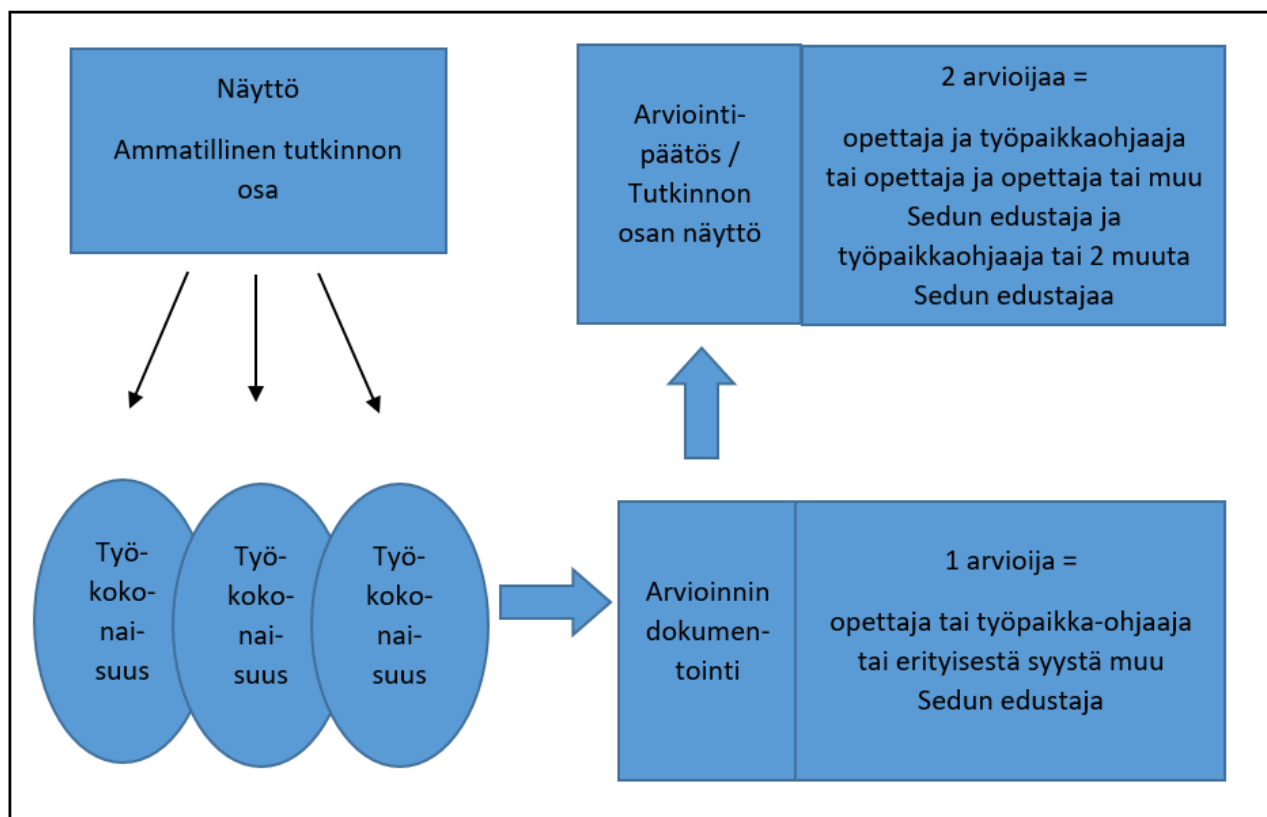 Näyttö
Ammatillinen tutkinnon
osa
Arviointi-
päätös /
Tutkinnon
osan näyttö
2 arvioijaa =
opettaja ja työpaikkaohjaaja
tai opettaja ja opettaja tai muu
Sedun edustaja ja
työpaikkaohjaaja tai 2 muuta
Sedun edustajaa
Työ-
koko-
nai-
suus
Työ-
koko-
nai-
suus
Työ-
koko-
nai-
suus
Arvioinnin
dokumen-
tointi
1 arvioija =
opettaja tai työpaikka-ohjaaja
tai erityisestä syystä muu
Sedun edustaja